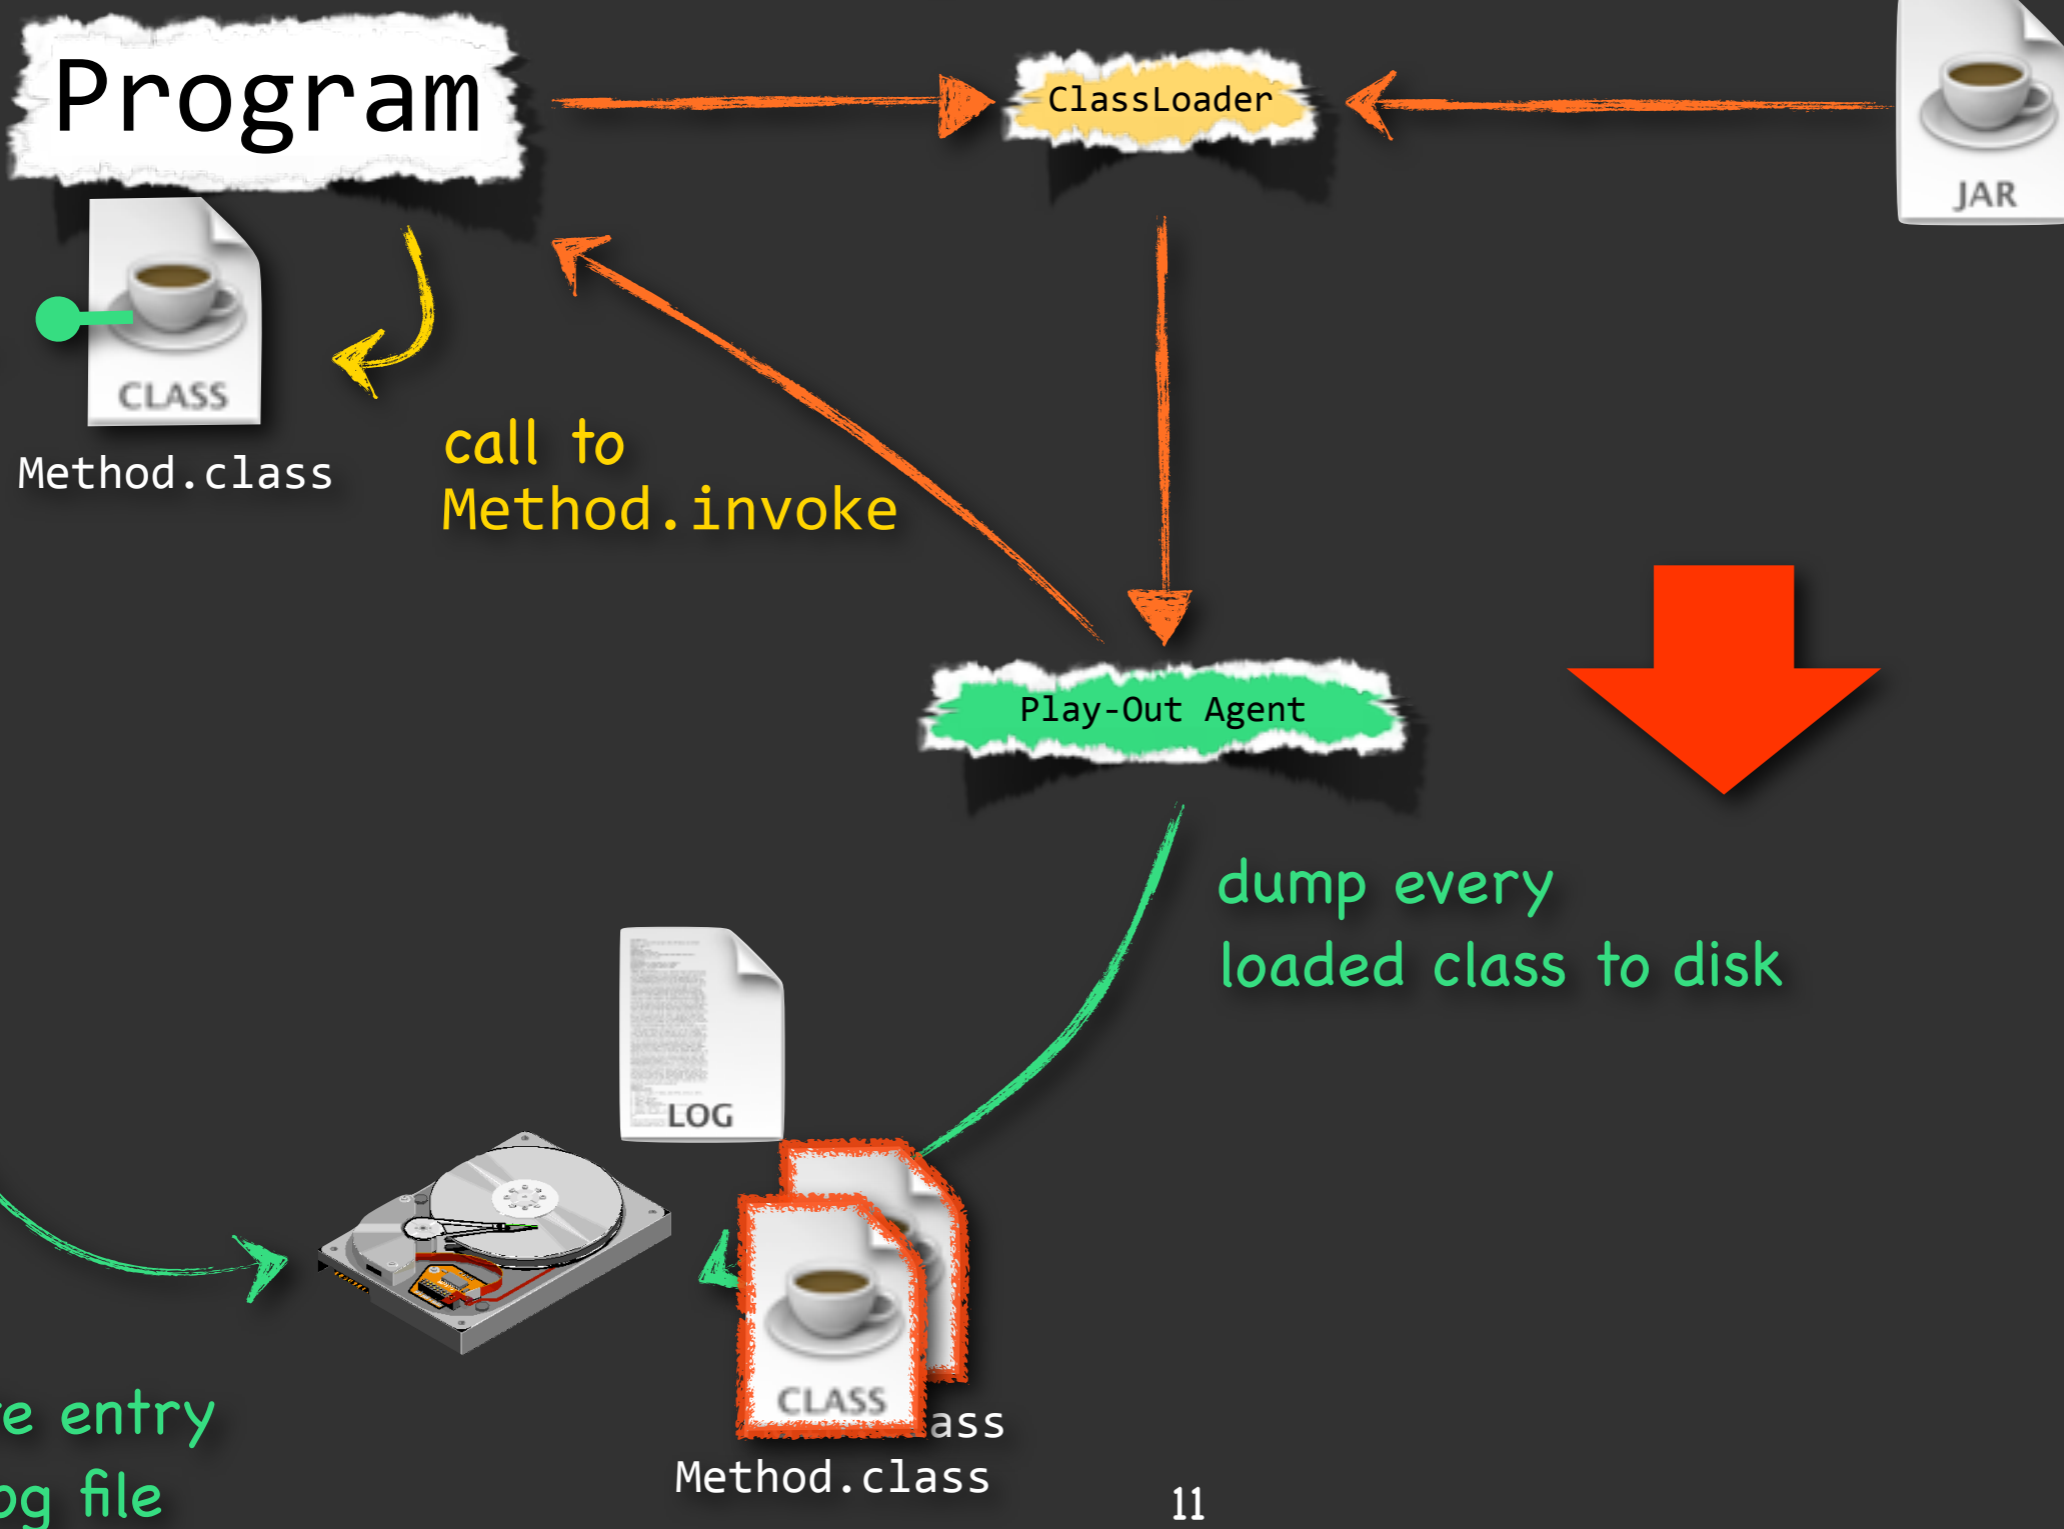 Program
ClassLoader
JAR
CLASS
Method.class
call to
Method.invoke
Play-Out Agent
dump every
loaded class to disk
LOG
CLASS
ass
Method.class
re entry
og file
11